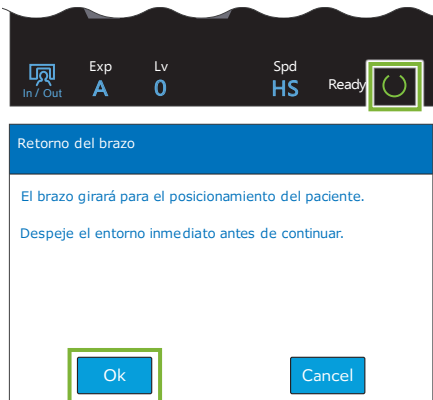 Exp Lv Spd
In / Out A 0 HS Ready
Retorno del brazo
El brazo girará para el posicionamiento del paciente.
Despeje el entorno inmediato antes de continuar.
Ok Cancel